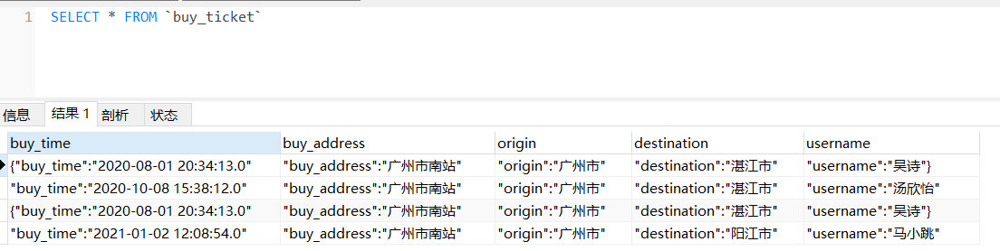 1 SELECT * FROM `buy_ticket`
信息 结果 1 剖析 状态
buy_time buy_address origin destination username
{"buy_time":"2020-08-01 20:34:13.0" "buy_address":"广州市南站" "origin":"广州市" "destination":"湛江市" "username":"吴诗"}
"buy_time":"2020-10-08 15:38:12.0" "buy_address":"广州市南站" "origin":"广州市" "destination":"湛江市" "username":"汤欣怡"
{"buy_time":"2020-08-01 20:34:13.0" "buy_address":"广州市南站" "origin":"广州市" "destination":"湛江市" "username":"吴诗"}
"buy_time":"2021-01-02 12:08:54.0" "buy_address":"广州市南站" "origin":"广州市" "destination":"阳江市" "username":"马小跳"